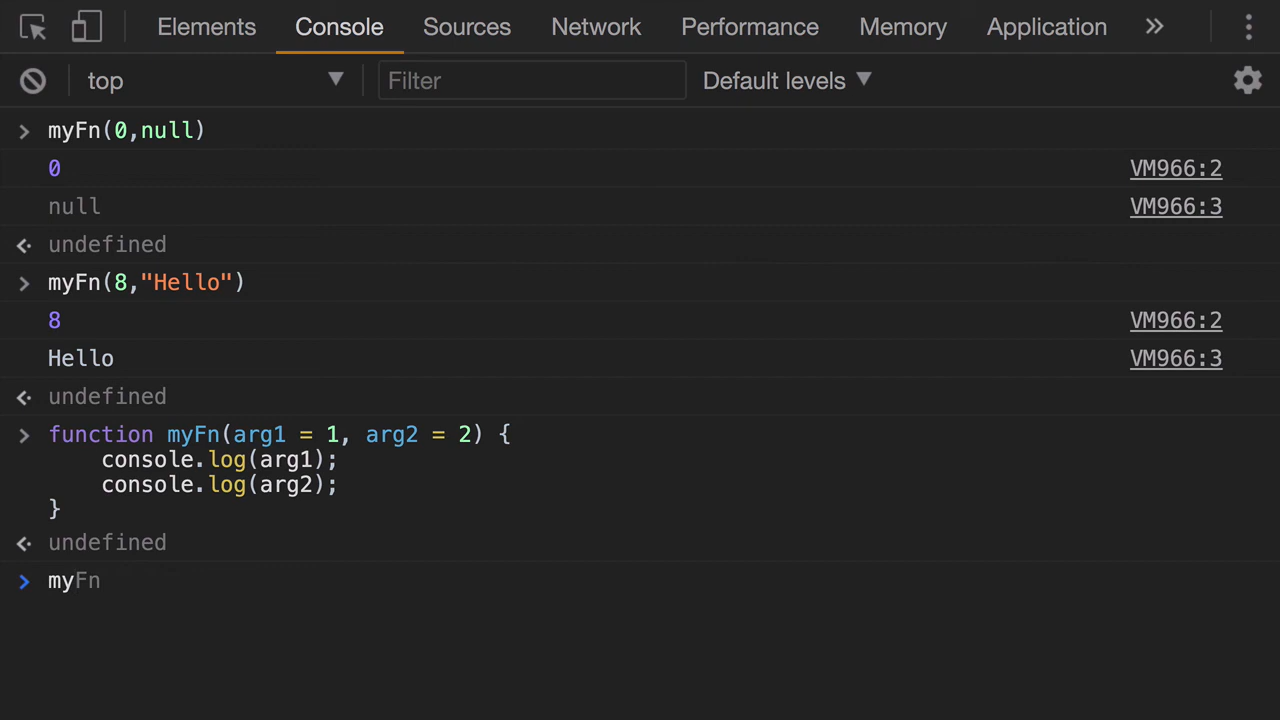 Elements Console Sources Network Performance Memory Application
top Filter Default levels
myFn(0,null)
0 VM966:2
null VM966:3
undefined
myFn(8,"Hello")
8 VM966:2
Hello VM966:3
undefined
function myFn(arg1 = 1, arg2 = 2) {
    console.log(arg1);
    console.log(arg2);
}
undefined
myFn